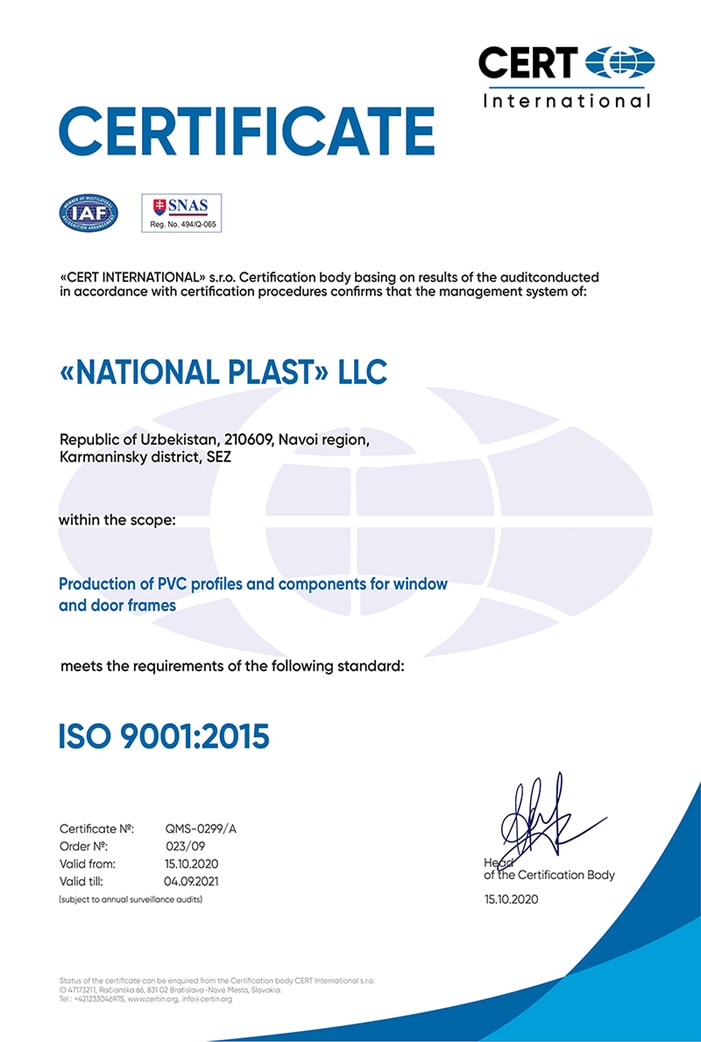 CERT
International
CERTIFICATE
MEMBER OF MULTILATERAL
IAF
RECOGNITION ARRANGEMENT
SNAS
Reg. No. 494/Q-065
«CERT INTERNATIONAL» s.r.o. Certification body basing on results of the auditconducted
in accordance with certification procedures confirms that the management system of:
«NATIONAL PLAST» LLC
Republic of Uzbekistan, 210609, Navoi region,
Karmaninsky district, SEZ
within the scope:
Production of PVC profiles and components for window
and door frames
meets the requirements of the following standard:
ISO 9001:2015
Certificate №: QMS-0299/A
Order №: 023/09
Valid from: 15.10.2020
Valid till: 04.09.2021
(subject to annual surveillance audits)
Head
of the Certification Body
15.10.2020
Status of the certificate can be enquired from the Certification body CERT International s.r.o.
ID 47173211, Račianska 66, 831 02 Bratislava-Nové Mesto, Slovakia.
Tel.: +421233046975, www.certin.org, info@certin.org